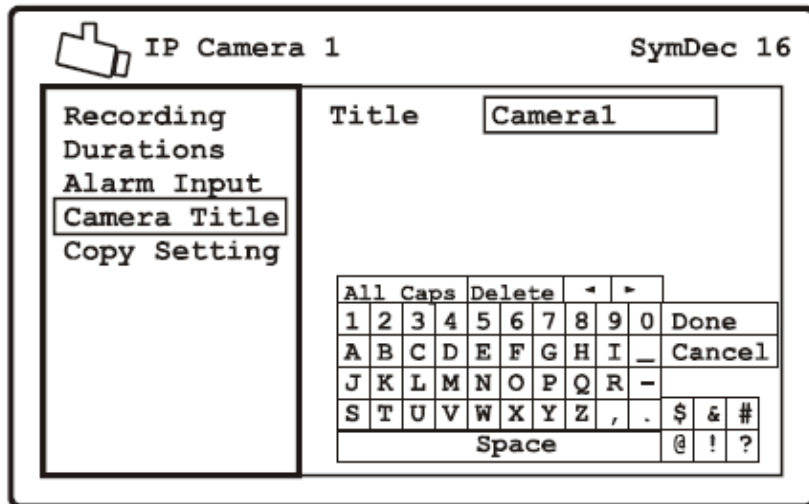 IP Camera 1 SymDec 16
Recording
Durations
Alarm Input
Camera Title
Copy Setting
Title Camera1
All Caps Delete ◄ ►
1 2 3 4 5 6 7 8 9 0 Done
A B C D E F G H I _ Cancel
J K L M N O P Q R -
S T U V W X Y Z , . $ & #
Space @ ! ?